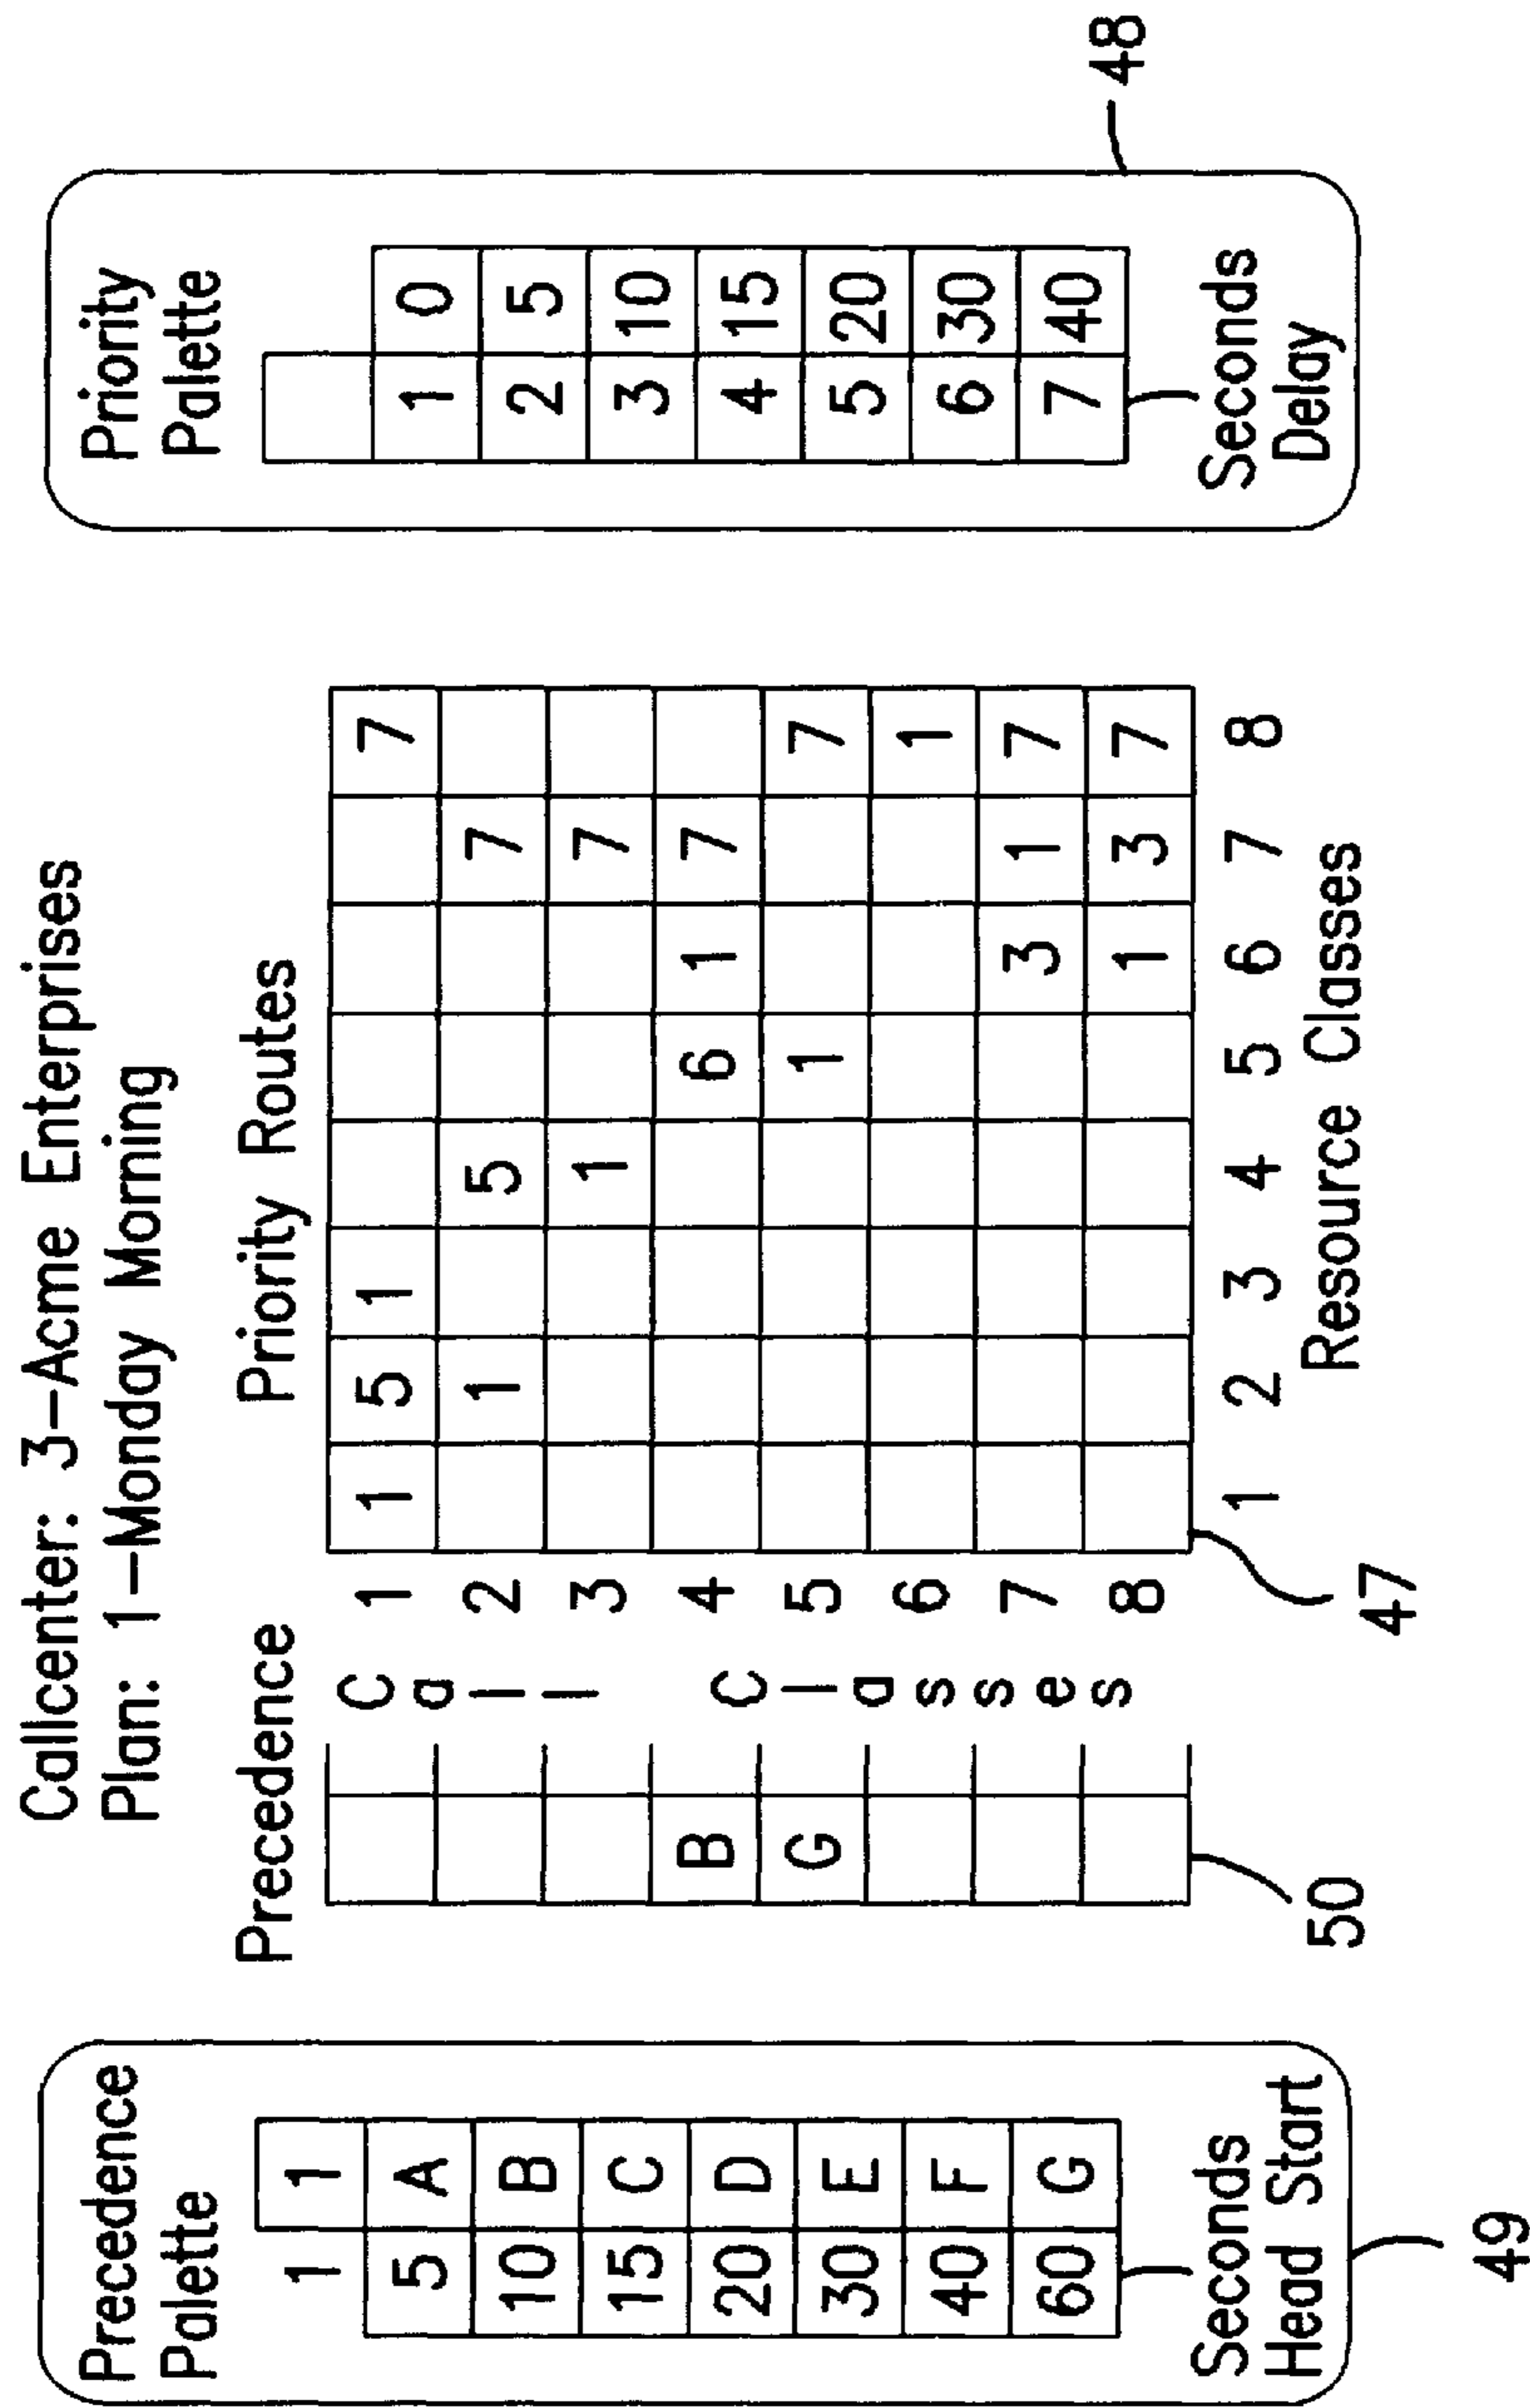 Callcenter: 3-Acme Enterprises
Plan: 1-Monday Morning
Precedence Palette
1 1
5 A
10 B
15 C
20 D
30 E
40 F
60 G
Seconds
Head Start
49
Precedence
B
G
50
Call Classes
Priority Routes
1 1 5 1 7
2 1 5 7
3 1 7
4 6 1 7
5 1 7
6 1
7 3 1 7
8 1 3 7
1 2 3 4 5 6 7 8
Resource Classes
47
Priority
Palette
1 0
2 5
3 10
4 15
5 20
6 30
7 40
Seconds
Delay
48